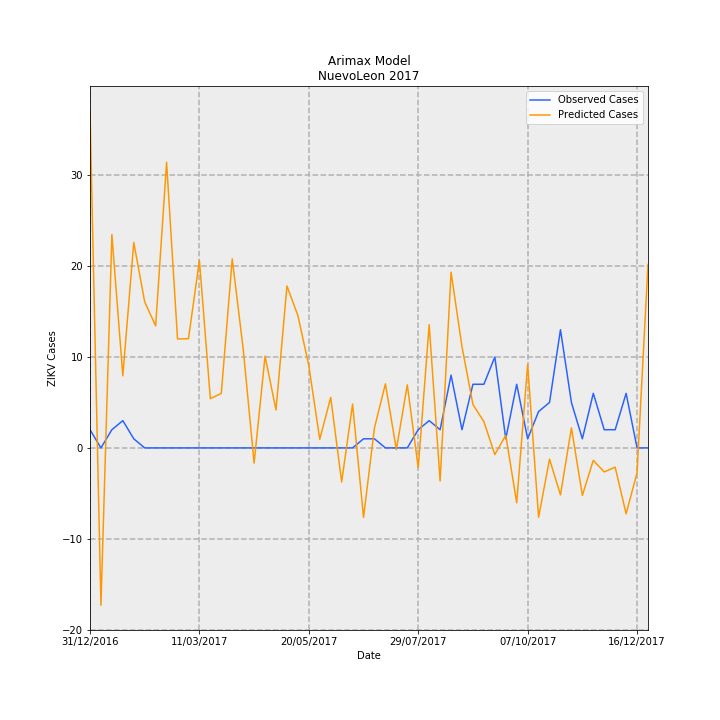 Arimax Model
NuevoLeon 2017
Observed Cases
Predicted Cases
ZIKV Cases
30
20
10
0
−10
−20
31/12/2016
11/03/2017
20/05/2017
29/07/2017
07/10/2017
16/12/2017
Date